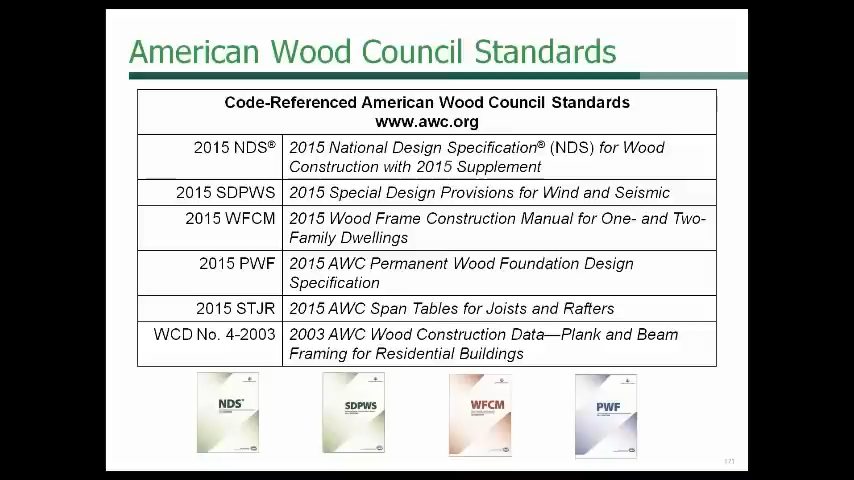 American Wood Council Standards
Code-Referenced American Wood Council Standards
www.awc.org
2015 NDS® 2015 National Design Specification® (NDS) for Wood
Construction with 2015 Supplement
2015 SDPWS 2015 Special Design Provisions for Wind and Seismic
2015 WFCM 2015 Wood Frame Construction Manual for One- and Two-
Family Dwellings
2015 PWF 2015 AWC Permanent Wood Foundation Design
Specification
2015 STJR 2015 AWC Span Tables for Joists and Rafters
WCD No. 4-2003 2003 AWC Wood Construction Data—Plank and Beam
Framing for Residential Buildings
NDS®
SDPWS
WFCM
PWF